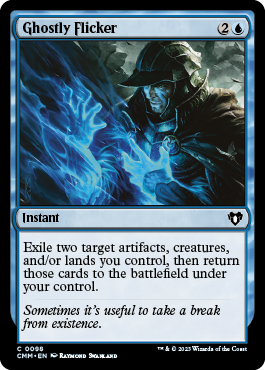 Ghostly Flicker 2
Instant
Exile two target artifacts, creatures,
and/or lands you control, then return
those cards to the battlefield under
your control.
Sometimes it's useful to take a break
from existence.
C 0098
CMM • EN Raymond Swanland
™ & © 2023 Wizards of the Coast